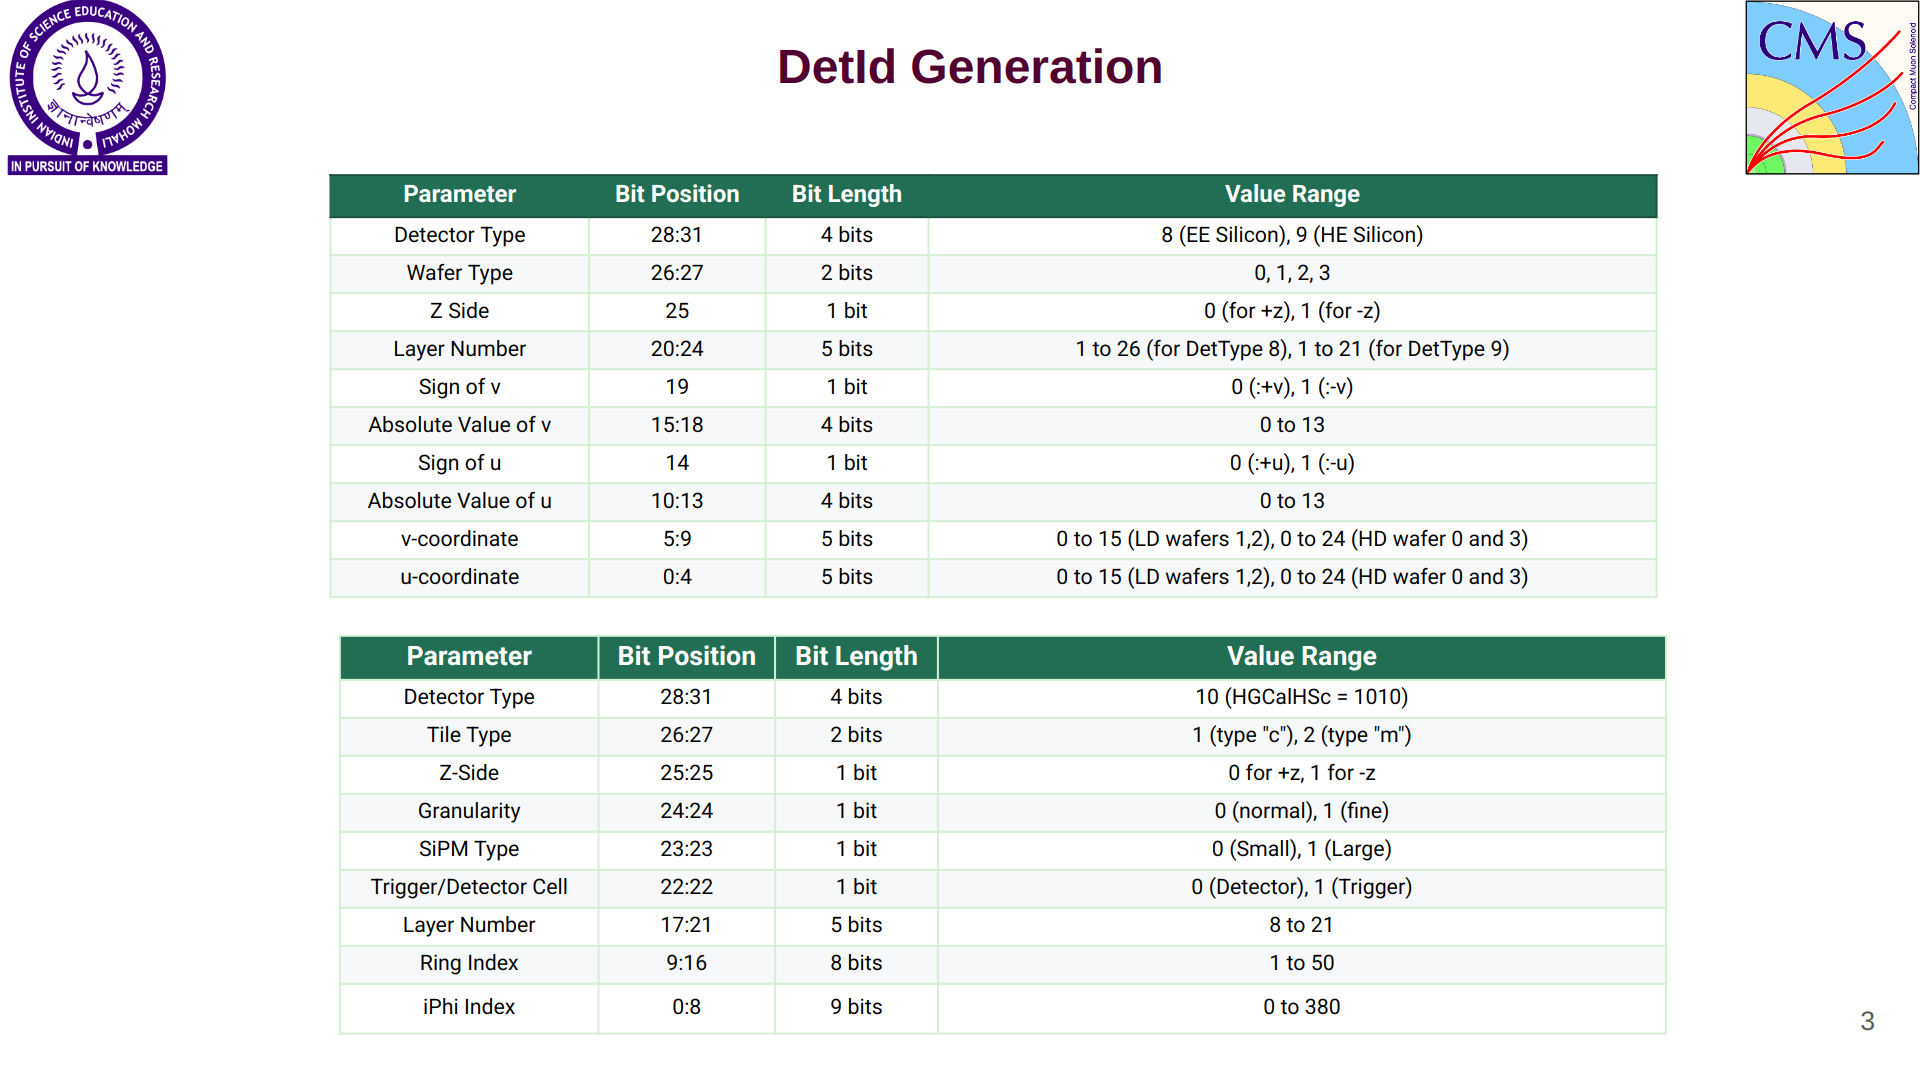 INDIAN INSTITUTE OF SCIENCE EDUCATION AND RESEARCH MOHALI
ज्ञानान्वेषणम्
IN PURSUIT OF KNOWLEDGE
DetId Generation
CMS
Compact Muon Solenoid
Parameter Bit Position Bit Length Value Range
Detector Type 28:31 4 bits 8 (EE Silicon), 9 (HE Silicon)
Wafer Type 26:27 2 bits 0, 1, 2, 3
Z Side 25 1 bit 0 (for +z), 1 (for -z)
Layer Number 20:24 5 bits 1 to 26 (for DetType 8), 1 to 21 (for DetType 9)
Sign of v 19 1 bit 0 (:+v), 1 (:-v)
Absolute Value of v 15:18 4 bits 0 to 13
Sign of u 14 1 bit 0 (:+u), 1 (:-u)
Absolute Value of u 10:13 4 bits 0 to 13
v-coordinate 5:9 5 bits 0 to 15 (LD wafers 1,2), 0 to 24 (HD wafer 0 and 3)
u-coordinate 0:4 5 bits 0 to 15 (LD wafers 1,2), 0 to 24 (HD wafer 0 and 3)
Parameter Bit Position Bit Length Value Range
Detector Type 28:31 4 bits 10 (HGCalHSc = 1010)
Tile Type 26:27 2 bits 1 (type "c"), 2 (type "m")
Z-Side 25:25 1 bit 0 for +z, 1 for -z
Granularity 24:24 1 bit 0 (normal), 1 (fine)
SiPM Type 23:23 1 bit 0 (Small), 1 (Large)
Trigger/Detector Cell 22:22 1 bit 0 (Detector), 1 (Trigger)
Layer Number 17:21 5 bits 8 to 21
Ring Index 9:16 8 bits 1 to 50
iPhi Index 0:8 9 bits 0 to 380
3